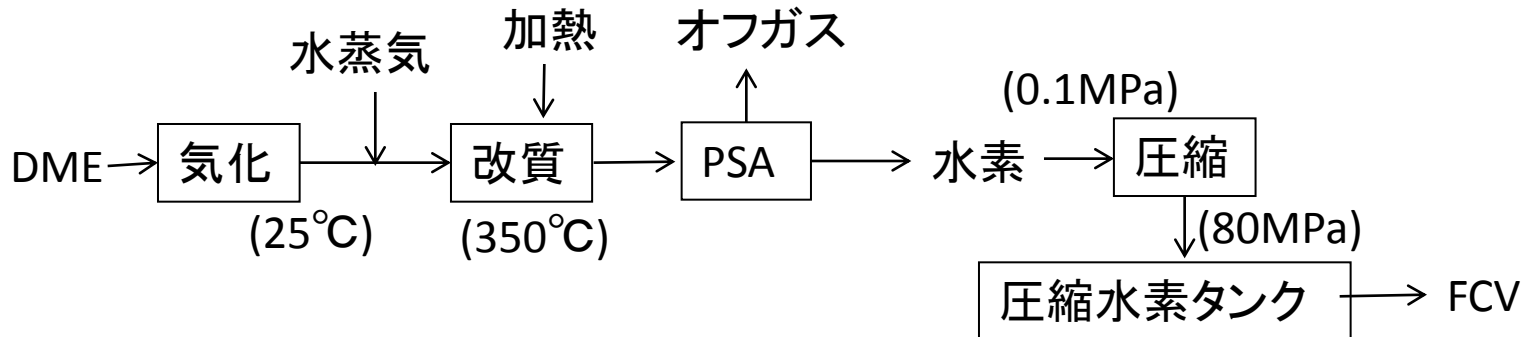 水蒸気
加熱
オフガス
(0.1MPa)
DME
気化
改質
PSA
水素
圧縮
(25℃)
(350℃)
(80MPa)
圧縮水素タンク
FCV